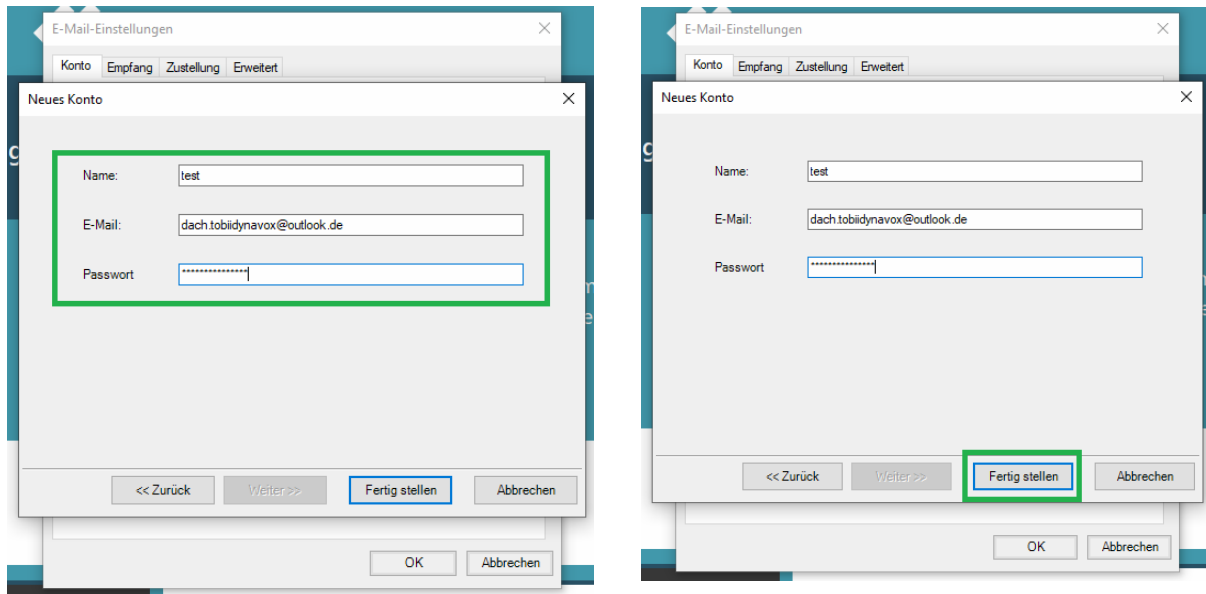 E-Mail-Einstellungen
Konto Empfang Zustellung Erweitert
Neues Konto
Name: test
E-Mail: dach.tobiidynavox@outlook.de
Passwort ***************
<< Zurück Weiter >> Fertig stellen Abbrechen
OK Abbrechen
E-Mail-Einstellungen
Konto Empfang Zustellung Erweitert
Neues Konto
Name: test
E-Mail: dach.tobiidynavox@outlook.de
Passwort ***************
<< Zurück Weiter >> Fertig stellen Abbrechen
OK Abbrechen